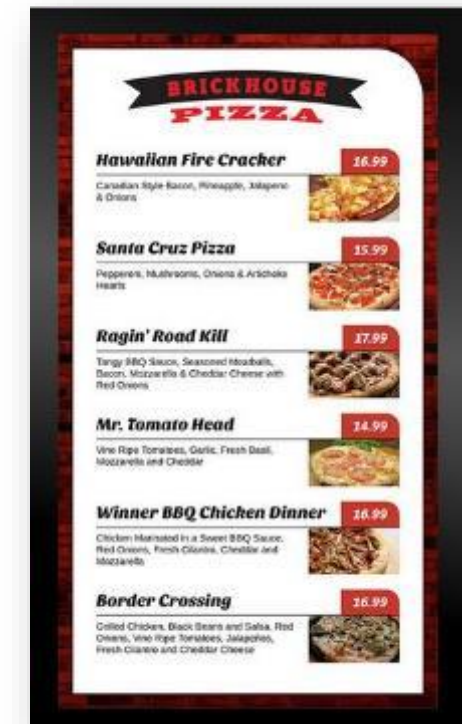 BRICKHOUSE
PIZZA
Hawaiian Fire Cracker 16.99
Canadian Style Bacon, Pineapple, Jalapeno
& Onions
Santa Cruz Pizza 15.99
Pepperoni, Mushrooms, Onions & Artichoke
Hearts
Ragin' Road Kill 17.99
Tangy BBQ Sauce, Seasoned Meatballs,
Bacon, Mozzarella & Cheddar Cheese with
Red Onions
Mr. Tomato Head 14.99
Vine Ripe Tomatoes, Garlic, Fresh Basil,
Mozzarella and Cheddar
Winner BBQ Chicken Dinner 16.99
Chicken Marinated in a Sweet BBQ Sauce,
Red Onions, Fresh Cilantro, Cheddar and
Mozzarella
Border Crossing 16.99
Grilled Chicken, Black Beans and Salsa, Red
Onions, Vine Ripe Tomatoes, Jalapeños,
Fresh Cilantro and Cheddar Cheese